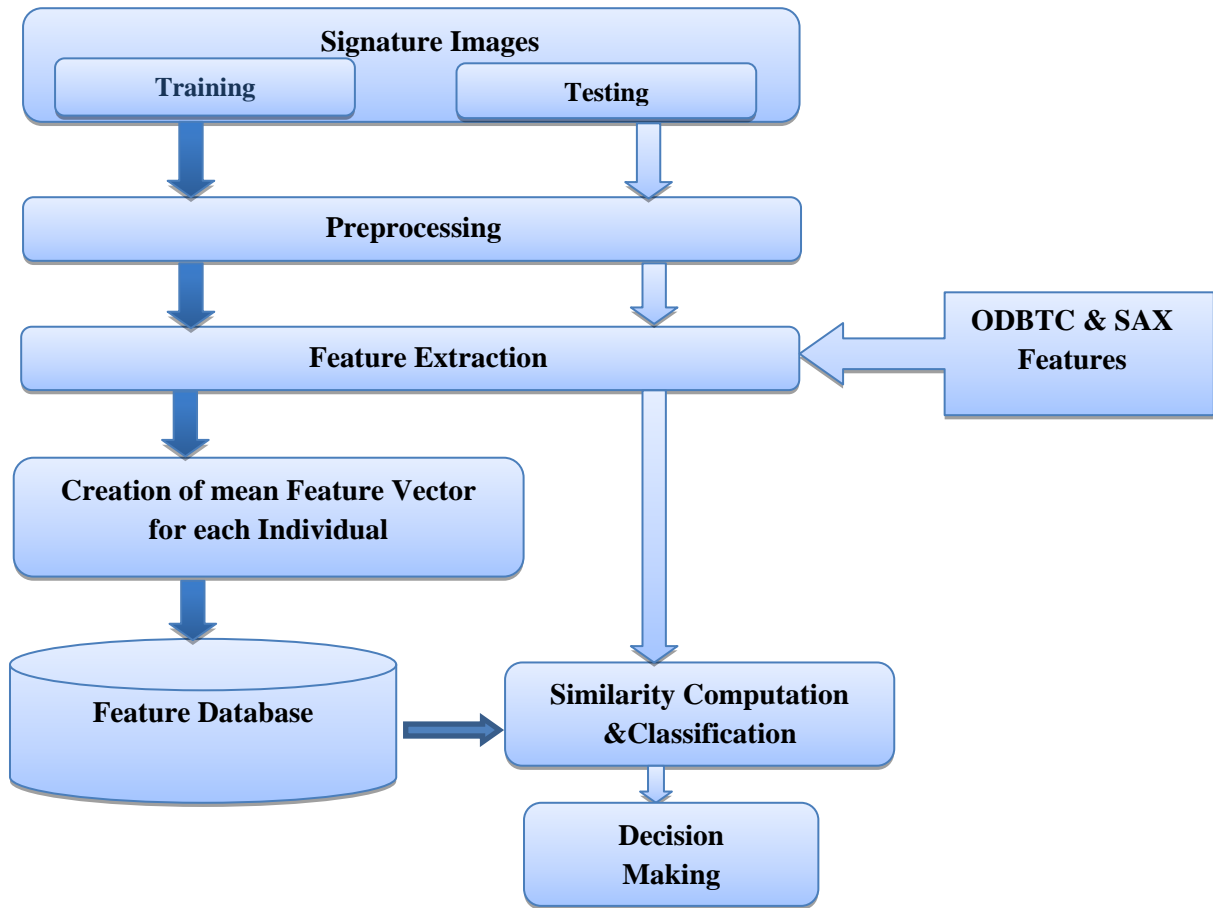 Signature Images
Training
Testing
Preprocessing
ODBTC & SAX
Features
Feature Extraction
Creation of mean Feature Vector
for each Individual
Similarity Computation
&Classification
Feature Database
Decision
Making